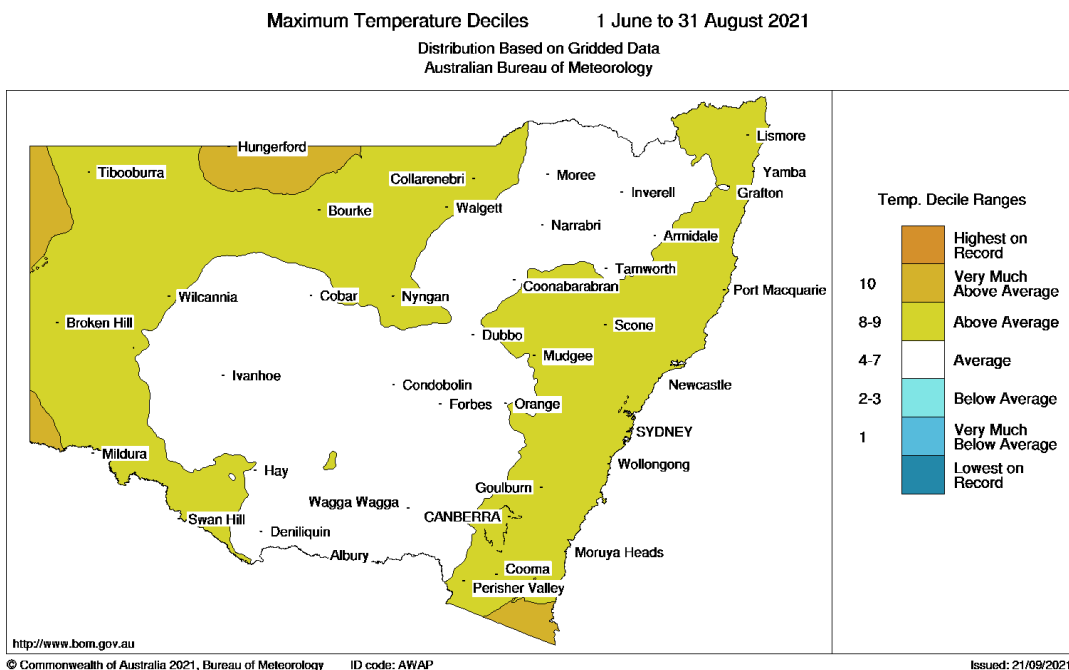 Maximum Temperature Deciles 1 June to 31 August 2021
Distribution Based on Gridded Data
Australian Bureau of Meteorology
Lismore
Hungerford
Tibooburra
Collarenebri
Moree
Yamba
Inverell
Grafton
Bourke
Walgett
Narrabri
Armidale
Tamworth
Coonabarabran
Port Macquarie
Wilcannia
Cobar
Nyngan
Broken Hill
Scone
Dubbo
Mudgee
Ivanhoe
Condobolin
Newcastle
Forbes
Orange
SYDNEY
Mildura
Wollongong
Hay
Goulburn
Wagga Wagga
CANBERRA
Swan Hill
Deniliquin
Albury
Moruya Heads
Cooma
Perisher Valley
Temp. Decile Ranges
Highest on
Record
10 Very Much
Above Average
8-9 Above Average
4-7 Average
2-3 Below Average
1 Very Much
Below Average
Lowest on
Record
http://www.bom.gov.au
© Commonwealth of Australia 2021, Bureau of Meteorology ID code: AWAP Issued: 21/09/2021